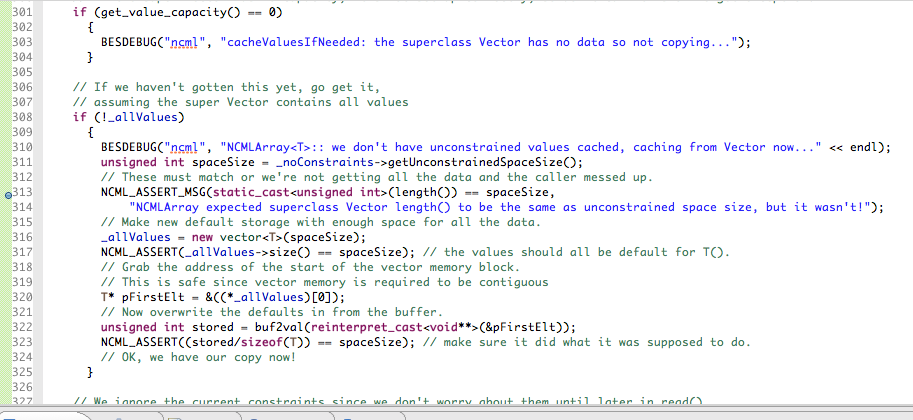 301 if (get_value_capacity() == 0)
302 {
303 BESDEBUG("ncml", "cacheValuesIfNeeded: the superclass Vector has no data so not copying...");
304 }
305
306 // If we haven't gotten this yet, go get it,
307 // assuming the super Vector contains all values
308 if (!_allValues)
309 {
310 BESDEBUG("ncml", "NCMLArray<T>:: we don't have unconstrained values cached, caching from Vector now..." << endl);
311 unsigned int spaceSize = _noConstraints->getUnconstrainedSpaceSize();
312 // These must match or we're not getting all the data and the caller messed up.
313 NCML_ASSERT_MSG(static_cast<unsigned int>(length()) == spaceSize,
314 "NCMLArray expected superclass Vector length() to be the same as unconstrained space size, but it wasn't!");
315 // Make new default storage with enough space for all the data.
316 _allValues = new vector<T>(spaceSize);
317 NCML_ASSERT(_allValues->size() == spaceSize); // the values should all be default for T().
318 // Grab the address of the start of the vector memory block.
319 // This is safe since vector memory is required to be contiguous
320 T* pFirstElt = &((*_allValues)[0]);
321 // Now overwrite the defaults in from the buffer.
322 unsigned int stored = buf2val(reinterpret_cast<void**>(&pFirstElt));
323 NCML_ASSERT((stored/sizeof(T)) == spaceSize); // make sure it did what it was supposed to do.
324 // OK, we have our copy now!
325 }
326
327 // We ignore the current constraints since we don't worry about them until later in read()